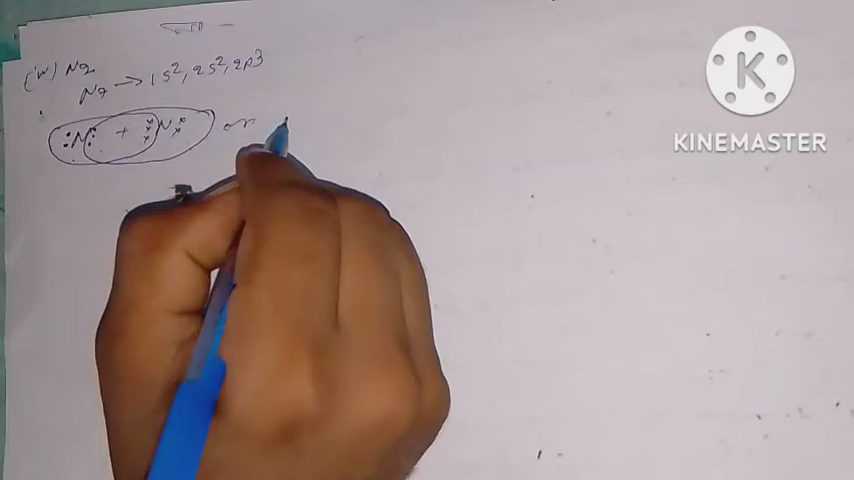 (iv) N2
N7 → 1s², 2s², 2p3
:N: + ×××N×× or
K
KINEMASTER